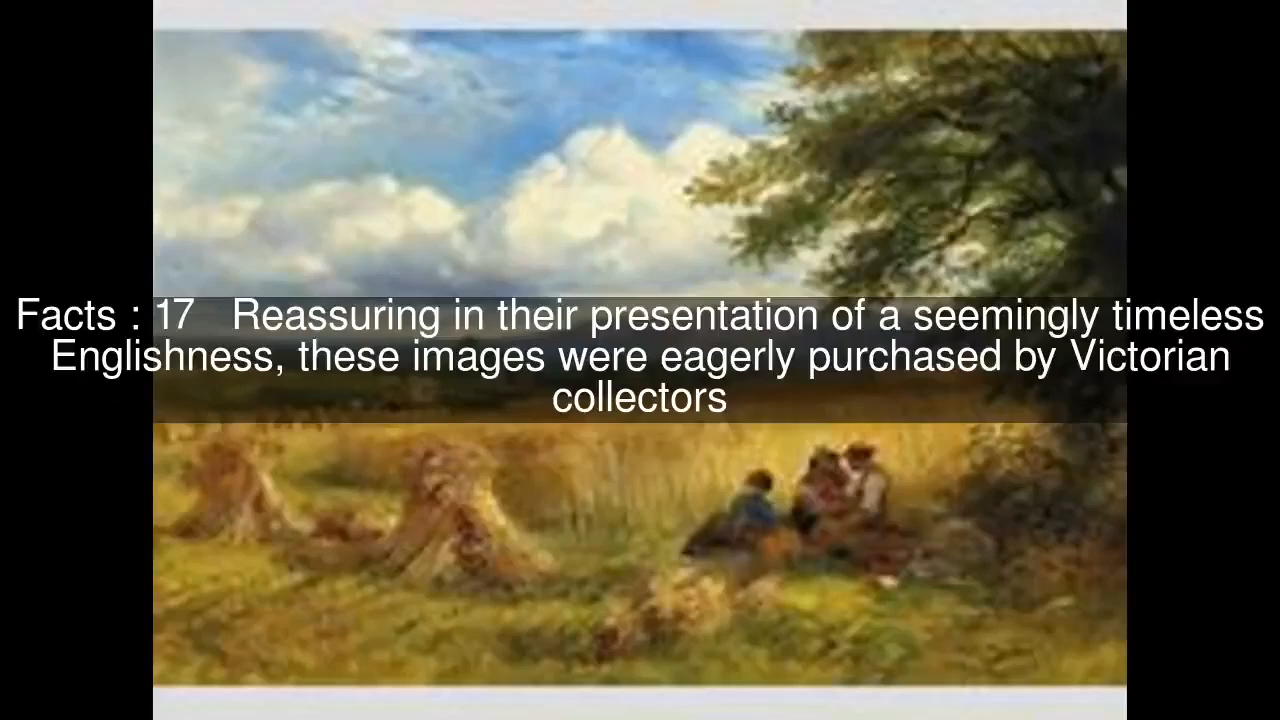 Facts : 17   Reassuring in their presentation of a seemingly timeless
Englishness, these images were eagerly purchased by Victorian
collectors